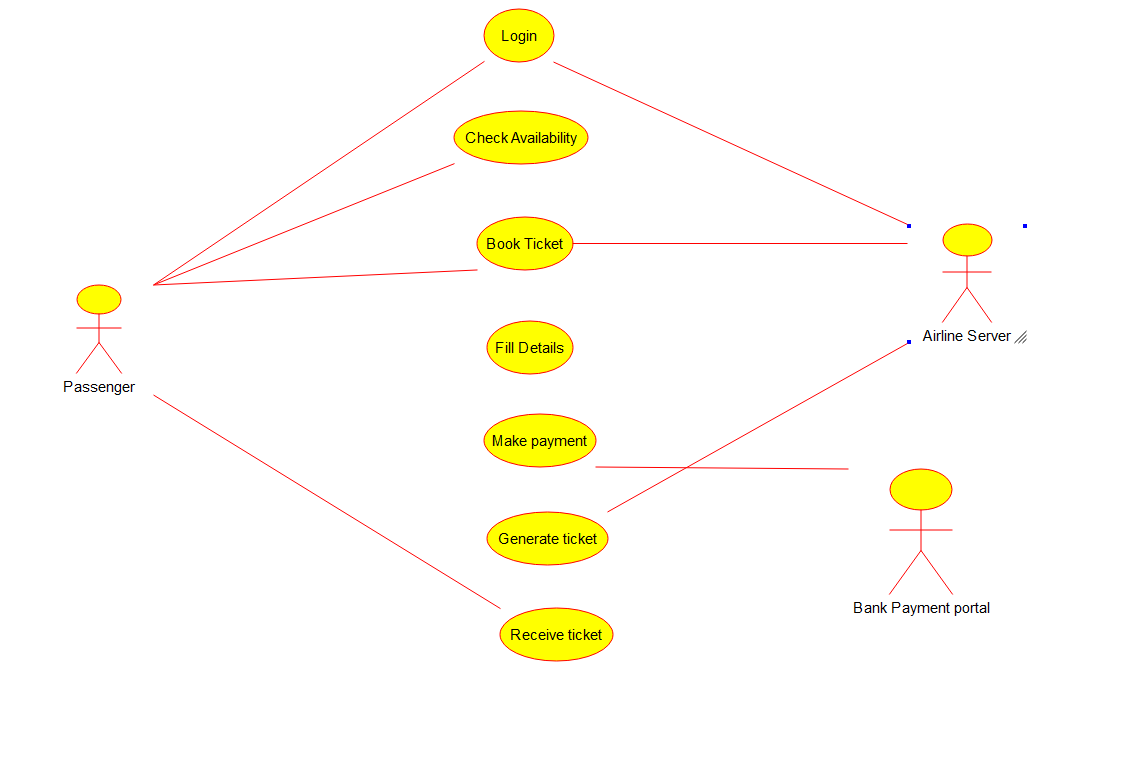 Login
Check Availability
Book Ticket
Fill Details
Passenger
Airline Server
Make payment
Generate ticket
Bank Payment portal
Receive ticket